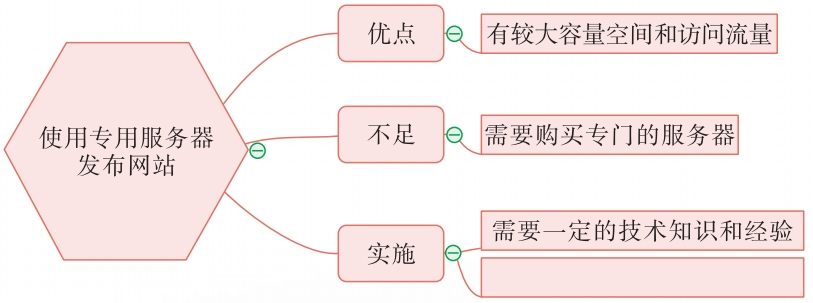 使用专用服务器
发布网站
优点
有较大容量空间和访问流量
不足
需要购买专门的服务器
实施
需要一定的技术知识和经验